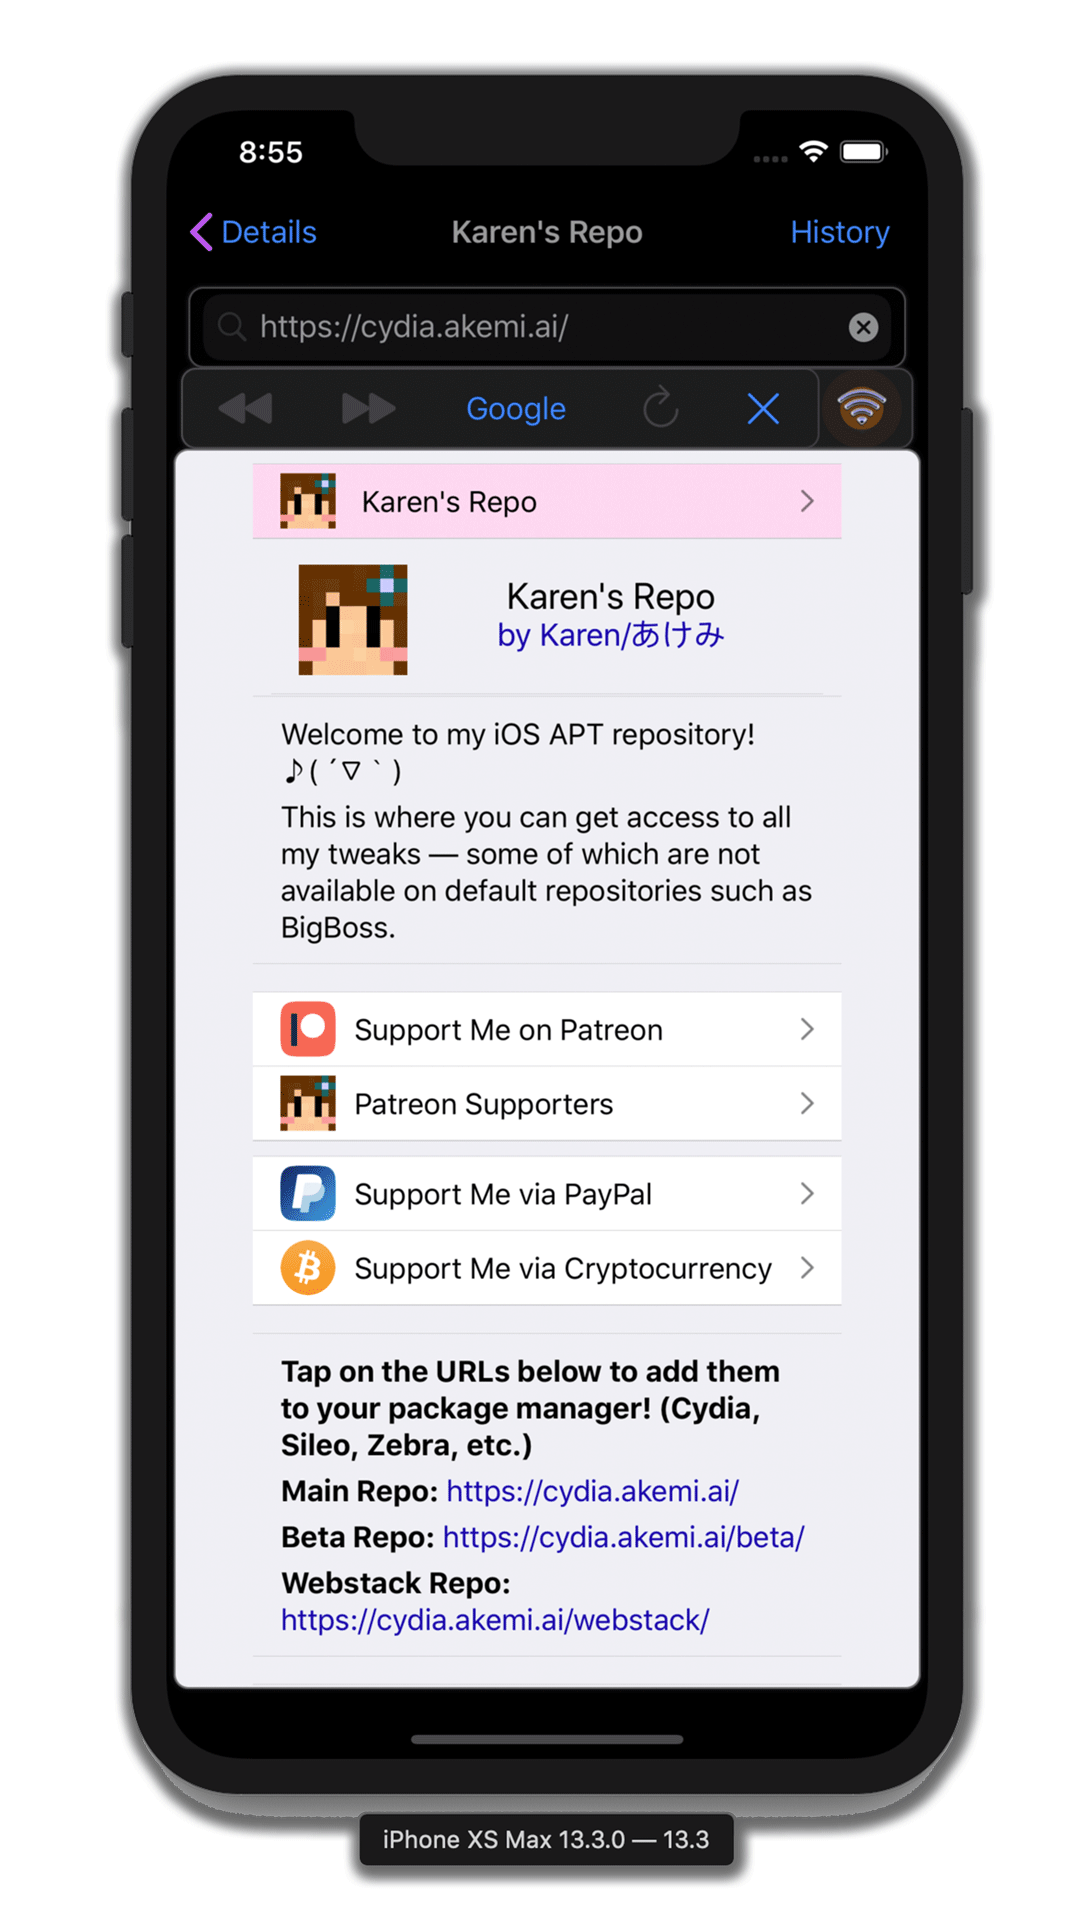 8:55
Details
Karen's Repo
History
https://cydia.akemi.ai/
Google
Karen's Repo
Karen's Repo
by Karen/あけみ
Welcome to my iOS APT repository!
♪( ´▽｀)
This is where you can get access to all
my tweaks — some of which are not
available on default repositories such as
BigBoss.
Support Me on Patreon
Patreon Supporters
Support Me via PayPal
Support Me via Cryptocurrency
Tap on the URLs below to add them
to your package manager! (Cydia,
Sileo, Zebra, etc.)
Main Repo: https://cydia.akemi.ai/
Beta Repo: https://cydia.akemi.ai/beta/
Webstack Repo:
https://cydia.akemi.ai/webstack/
iPhone XS Max 13.3.0 — 13.3